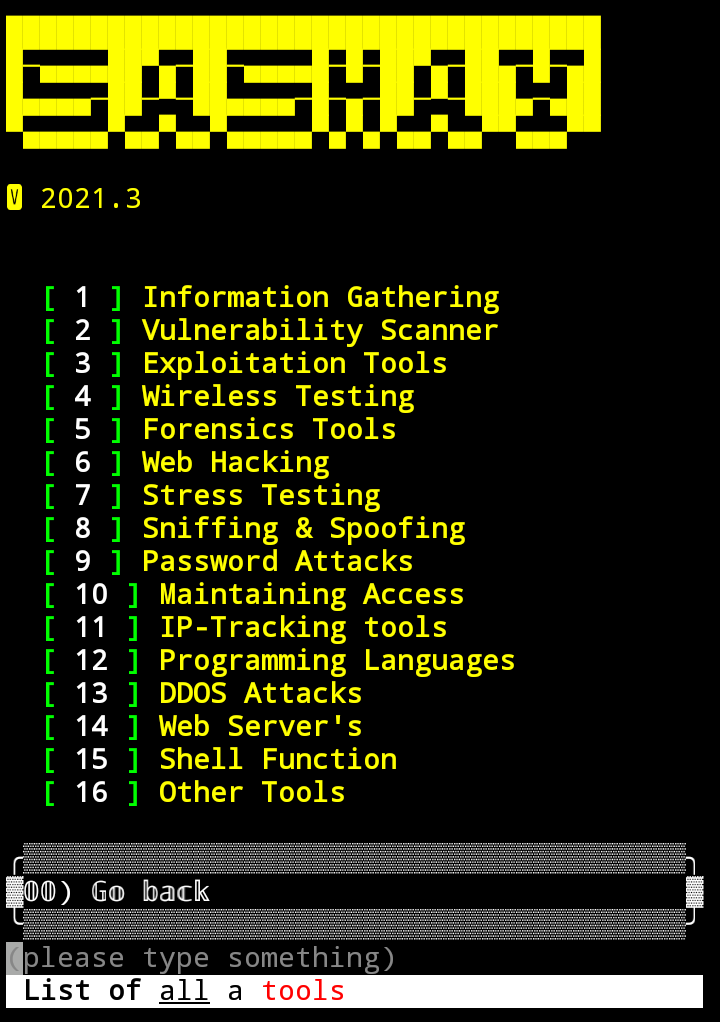 SASHAY
V 2021.3
[ 1 ] Information Gathering
[ 2 ] Vulnerability Scanner
[ 3 ] Exploitation Tools
[ 4 ] Wireless Testing
[ 5 ] Forensics Tools
[ 6 ] Web Hacking
[ 7 ] Stress Testing
[ 8 ] Sniffing & Spoofing
[ 9 ] Password Attacks
[ 10 ] Maintaining Access
[ 11 ] IP-Tracking tools
[ 12 ] Programming Languages
[ 13 ] DDOS Attacks
[ 14 ] Web Server's
[ 15 ] Shell Function
[ 16 ] Other Tools
𝟘𝟘) 𝔾𝕠 𝕓𝕒𝕔𝕜
(please type something)
List of all a tools